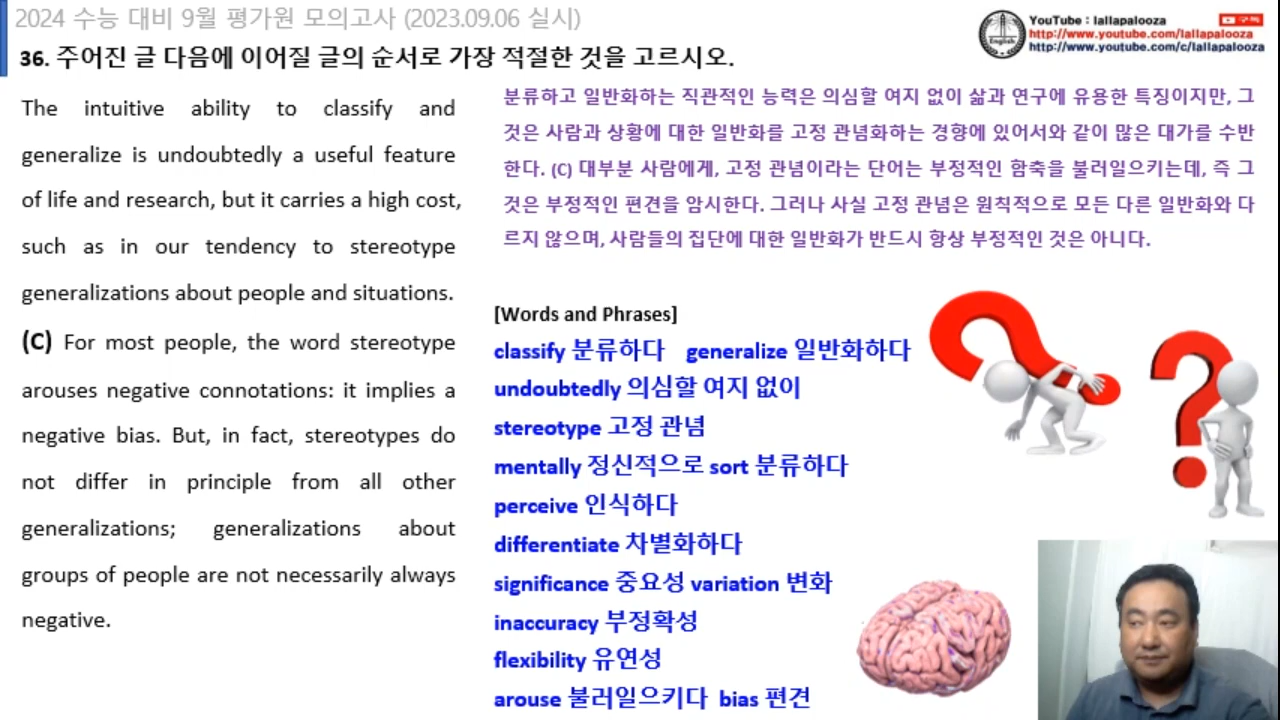 2024 수능 대비 9월 평가원 모의고사 (2023.09.06 실시)
YouTube : lallapalooza
구독
http://www.youtube.com/lallapalooza
http://www.youtube.com/c/lallapalooza
English
36. 주어진 글 다음에 이어질 글의 순서로 가장 적절한 것을 고르시오.
The intuitive ability to classify and
generalize is undoubtedly a useful feature
of life and research, but it carries a high cost,
such as in our tendency to stereotype
generalizations about people and situations.
(C) For most people, the word stereotype
arouses negative connotations: it implies a
negative bias. But, in fact, stereotypes do
not differ in principle from all other
generalizations; generalizations about
groups of people are not necessarily always
negative.
분류하고 일반화하는 직관적인 능력은 의심할 여지 없이 삶과 연구에 유용한 특징이지만, 그
것은 사람과 상황에 대한 일반화를 고정 관념화하는 경향에 있어서와 같이 많은 대가를 수반
한다. (C) 대부분 사람에게, 고정 관념이라는 단어는 부정적인 함축을 불러일으키는데, 즉 그
것은 부정적인 편견을 암시한다. 그러나 사실 고정 관념은 원칙적으로 모든 다른 일반화와 다
르지 않으며, 사람들의 집단에 대한 일반화가 반드시 항상 부정적인 것은 아니다.
[Words and Phrases]
classify 분류하다 generalize 일반화하다
undoubtedly 의심할 여지 없이
stereotype 고정 관념
mentally 정신적으로 sort 분류하다
perceive 인식하다
differentiate 차별화하다
significance 중요성 variation 변화
inaccuracy 부정확성
flexibility 유연성
arouse 불러일으키다 bias 편견